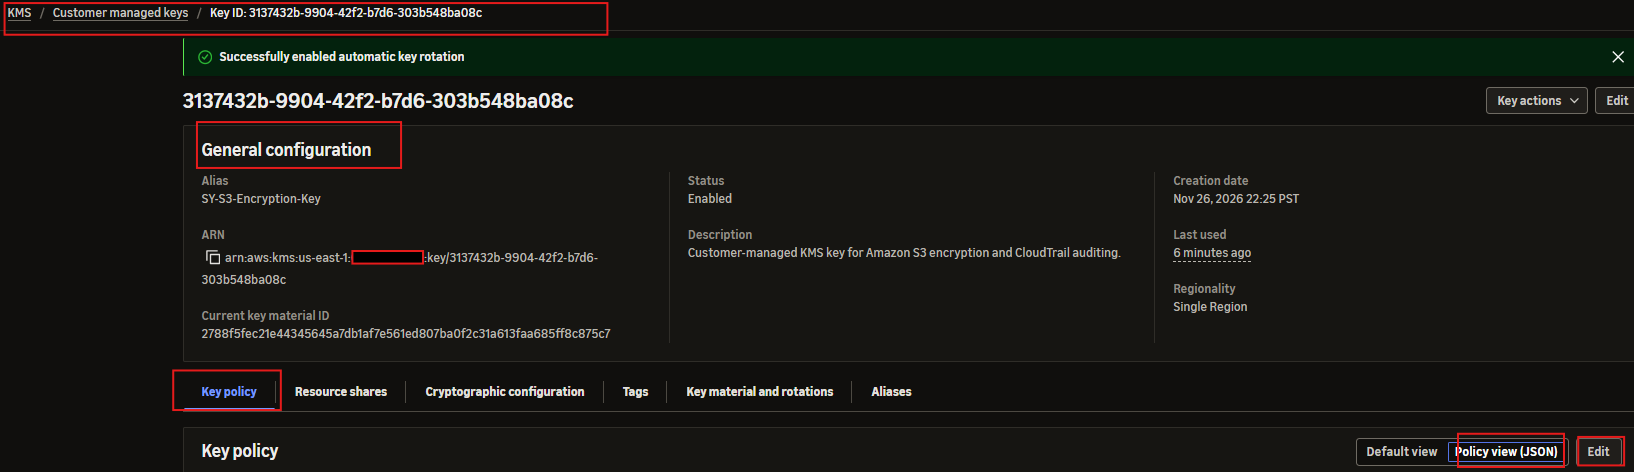 KMS / Customer managed keys / Key ID: 3137432b-9904-42f2-b7d6-303b548ba08c
Successfully enabled automatic key rotation
3137432b-9904-42f2-b7d6-303b548ba08c
Key actions
Edit
General configuration
Alias
SY-S3-Encryption-Key
ARN
arn:aws:kms:us-east-1: :key/3137432b-9904-42f2-b7d6-
303b548ba08c
Current key material ID
2788f5fec21e44345645a7db1af7e561ed807ba0f2c31a613faa685ff8c875c7
Status
Enabled
Description
Customer-managed KMS key for Amazon S3 encryption and CloudTrail auditing.
Creation date
Nov 26, 2026 22:25 PST
Last used
6 minutes ago
Regionality
Single Region
Key policy
Resource shares
Cryptographic configuration
Tags
Key material and rotations
Aliases
Key policy
Default view
Policy view (JSON)
Edit